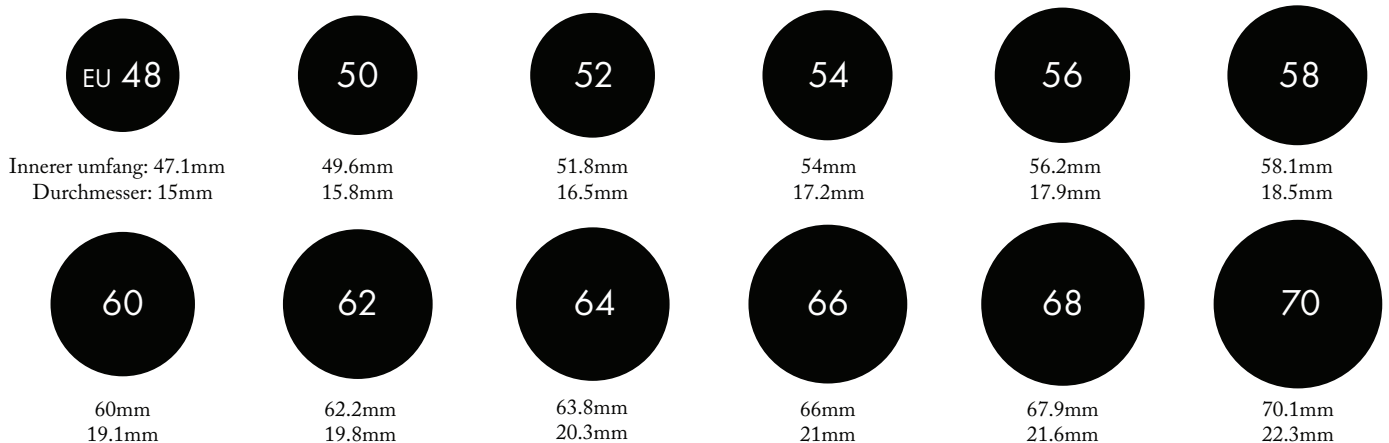 EU 48 50 52 54 56 58
Innerer umfang: 47.1mm 49.6mm 51.8mm 54mm 56.2mm 58.1mm
Durchmesser: 15mm 15.8mm 16.5mm 17.2mm 17.9mm 18.5mm
60 62 64 66 68 70
60mm 62.2mm 63.8mm 66mm 67.9mm 70.1mm
19.1mm 19.8mm 20.3mm 21mm 21.6mm 22.3mm